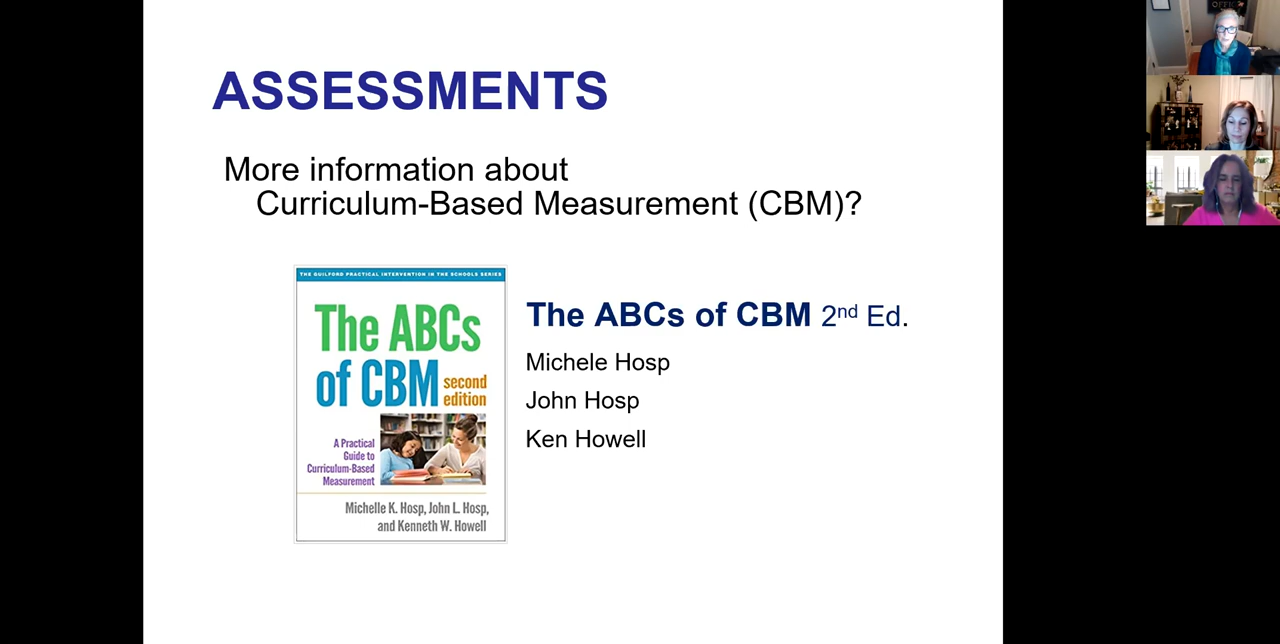 ASSESSMENTS
More information about
Curriculum-Based Measurement (CBM)?
THE GUILFORD PRACTICAL INTERVENTION IN THE SCHOOLS SERIES
The ABCs
of CBM second
edition
A Practical
Guide to
Curriculum-Based
Measurement
Michelle K. Hosp, John L. Hosp,
and Kenneth W. Howell
The ABCs of CBM 2nd Ed.
Michele Hosp
John Hosp
Ken Howell